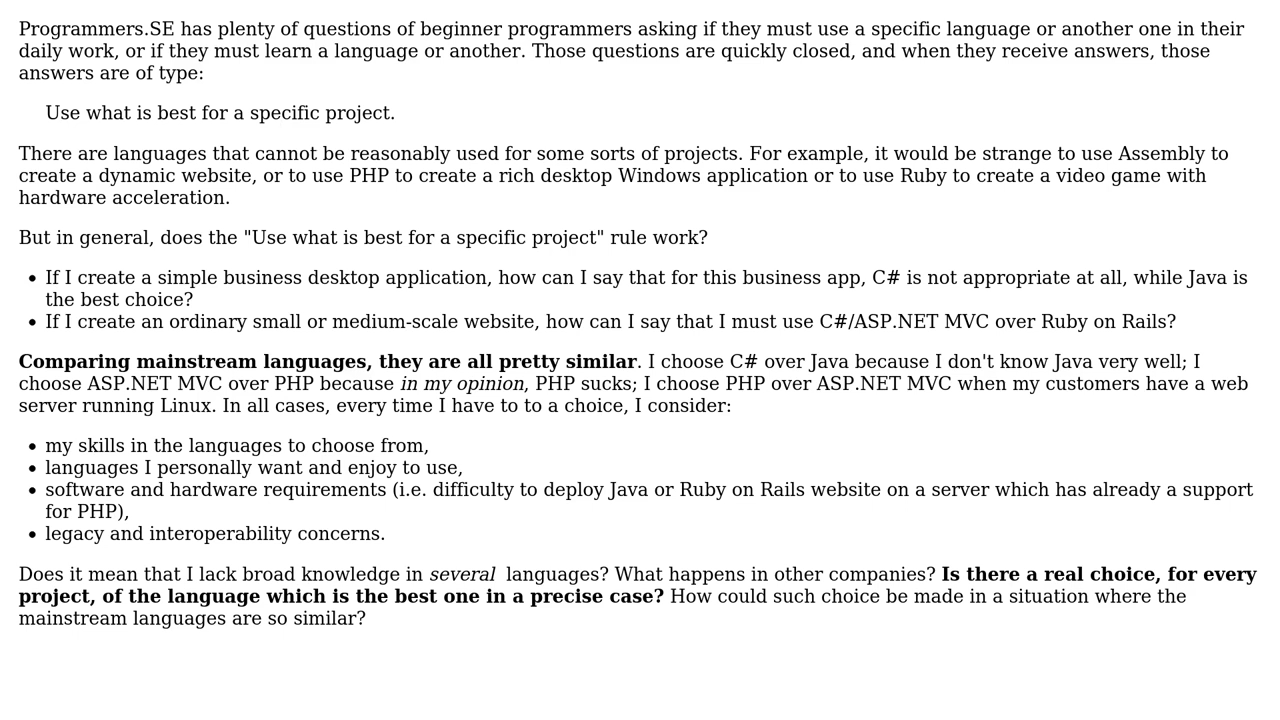 Programmers.SE has plenty of questions of beginner programmers asking if they must use a specific language or another one in their
daily work, or if they must learn a language or another. Those questions are quickly closed, and when they receive answers, those
answers are of type:
Use what is best for a specific project.
There are languages that cannot be reasonably used for some sorts of projects. For example, it would be strange to use Assembly to
create a dynamic website, or to use PHP to create a rich desktop Windows application or to use Ruby to create a video game with
hardware acceleration.
But in general, does the "Use what is best for a specific project" rule work?
• If I create a simple business desktop application, how can I say that for this business app, C# is not appropriate at all, while Java is
the best choice?
• If I create an ordinary small or medium-scale website, how can I say that I must use C#/ASP.NET MVC over Ruby on Rails?
Comparing mainstream languages, they are all pretty similar. I choose C# over Java because I don't know Java very well; I
choose ASP.NET MVC over PHP because in my opinion, PHP sucks; I choose PHP over ASP.NET MVC when my customers have a web
server running Linux. In all cases, every time I have to to a choice, I consider:
• my skills in the languages to choose from,
• languages I personally want and enjoy to use,
• software and hardware requirements (i.e. difficulty to deploy Java or Ruby on Rails website on a server which has already a support
for PHP),
• legacy and interoperability concerns.
Does it mean that I lack broad knowledge in several languages? What happens in other companies? Is there a real choice, for every
project, of the language which is the best one in a precise case? How could such choice be made in a situation where the
mainstream languages are so similar?